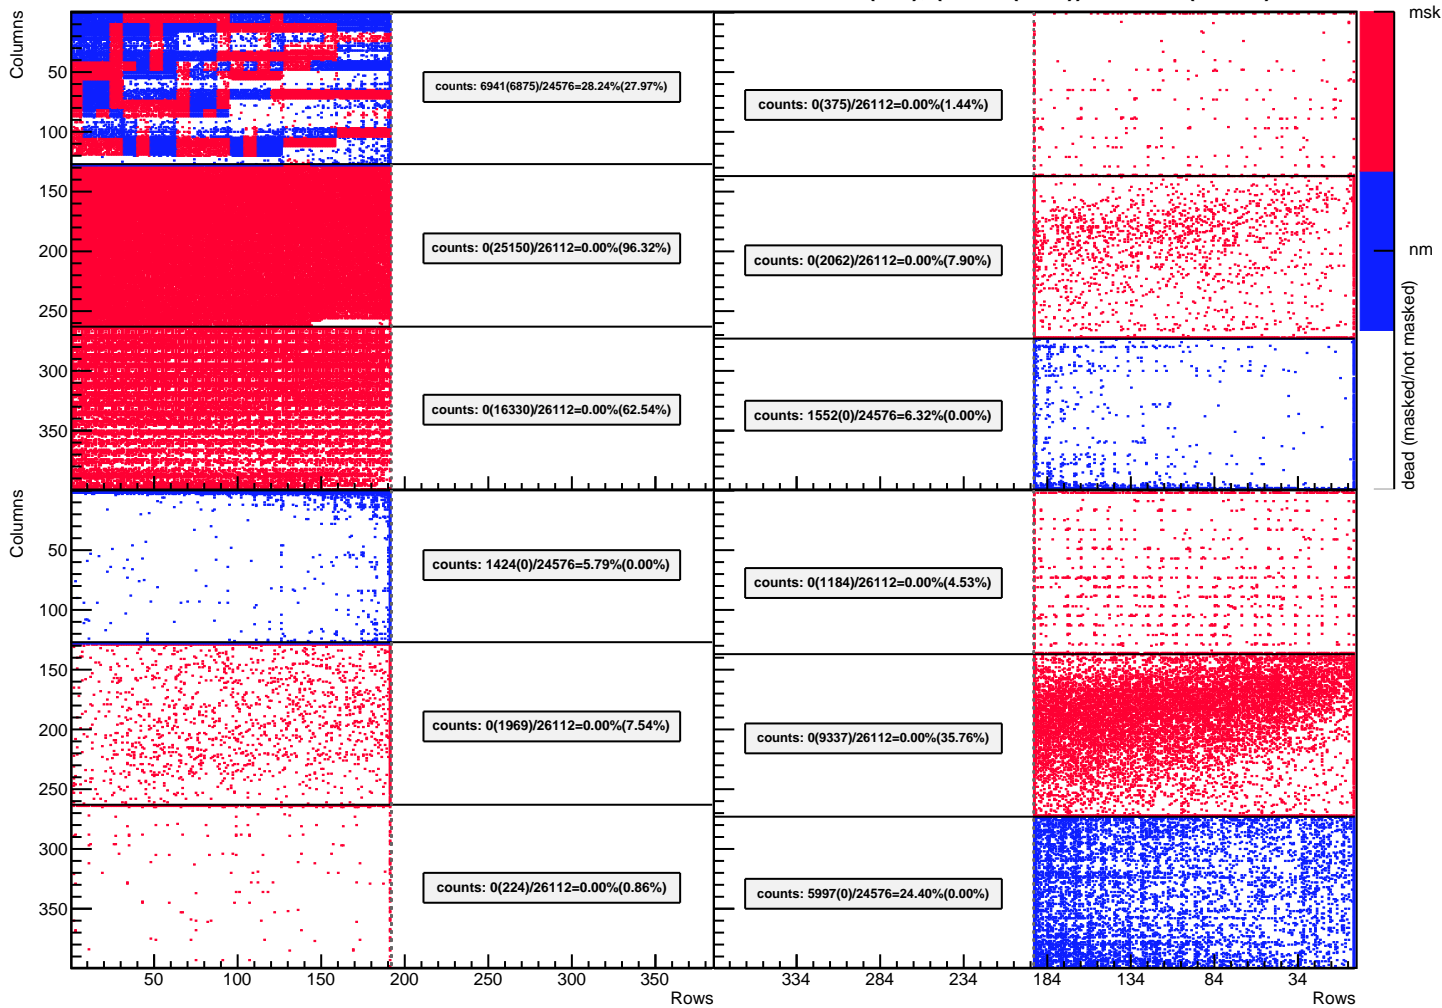 msk
nm
dead (masked/not masked)
Columns
50
100
150
200
250
300
350
counts: 6941(6875)/24576=28.24%(27.97%)
counts: 0(25150)/26112=0.00%(96.32%)
counts: 0(16330)/26112=0.00%(62.54%)
counts: 0(375)/26112=0.00%(1.44%)
counts: 0(2062)/26112=0.00%(7.90%)
counts: 1552(0)/24576=6.32%(0.00%)
Columns
50
100
150
200
250
300
350
counts: 1424(0)/24576=5.79%(0.00%)
counts: 0(1969)/26112=0.00%(7.54%)
counts: 0(224)/26112=0.00%(0.86%)
counts: 0(1184)/26112=0.00%(4.53%)
counts: 0(9337)/26112=0.00%(35.76%)
counts: 5997(0)/24576=24.40%(0.00%)
50 100 150 200 250 300 350
Rows
334 284 234 184 134 84 34
Rows